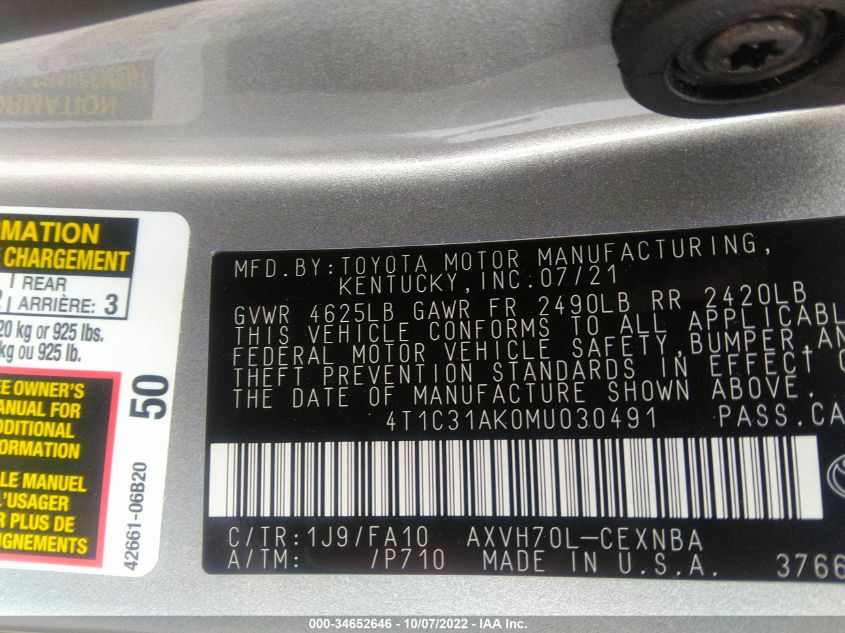 MATION
CHARGEMENT
REAR
ARRIÈRE: 3
20 kg or 925 lbs.
kg ou 925 lb.
EE OWNER'S
MANUAL FOR
ADDITIONAL
FORMATION
LE MANUEL
L'USAGER
R PLUS DE
IGNEMENTS
50
42661-06B20
MFD.BY:TOYOTA MOTOR MANUFACTURING,
KENTUCKY,INC.07/21
GVWR 4625LB GAWR FR 2490LB RR 2420LB
THIS VEHICLE CONFORMS TO ALL APPLICABL
FEDERAL MOTOR VEHICLE SAFETY,BUMPER,AN
THEFT PREVENTION STANDARDS IN EFFECT O
THE DATE OF MANUFACTURE SHOWN ABOVE.
4T1C31AK0MU030491 PASS.CA
C/TR:1J9/FA10 AXVH70L-CEXNBA
A/TM: /P710 MADE IN U.S.A. 3766
000-34652646 - 10/07/2022 - IAA Inc.